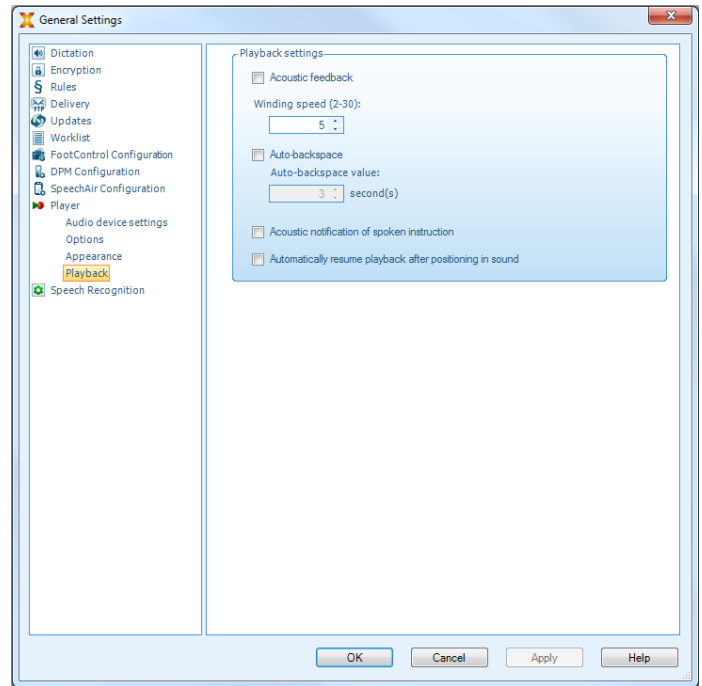 General Settings
Dictation
Encryption
Rules
Delivery
Updates
Worklist
FootControl Configuration
DPM Configuration
SpeechAir Configuration
Player
Audio device settings
Options
Appearance
Playback
Speech Recognition
Playback settings
Acoustic feedback
Winding speed (2-30):
5
Auto-backspace
Auto-backspace value:
3 second(s)
Acoustic notification of spoken instruction
Automatically resume playback after positioning in sound
OK Cancel Apply Help